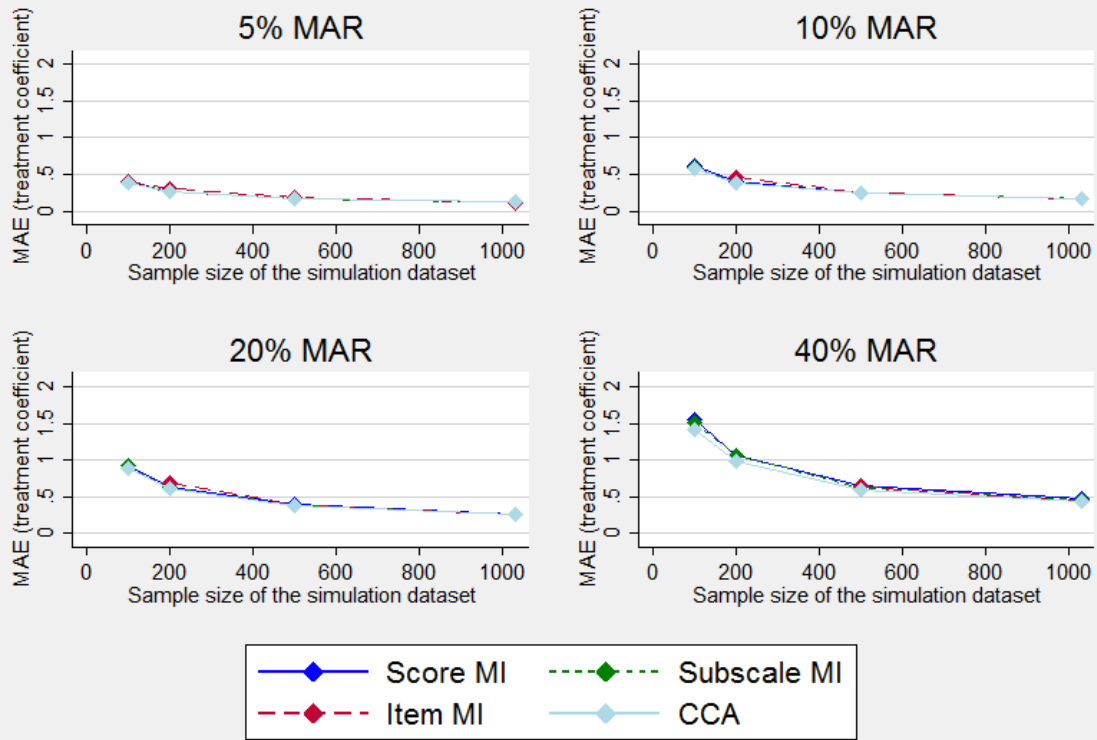 5% MAR
MAE (treatment coefficient)
2
1.5
1
.5
0
0 200 400 600 800 1000
Sample size of the simulation dataset
10% MAR
MAE (treatment coefficient)
2
1.5
1
.5
0
0 200 400 600 800 1000
Sample size of the simulation dataset
20% MAR
MAE (treatment coefficient)
2
1.5
1
.5
0
0 200 400 600 800 1000
Sample size of the simulation dataset
40% MAR
MAE (treatment coefficient)
2
1.5
1
.5
0
0 200 400 600 800 1000
Sample size of the simulation dataset
Score MI Subscale MI
Item MI CCA